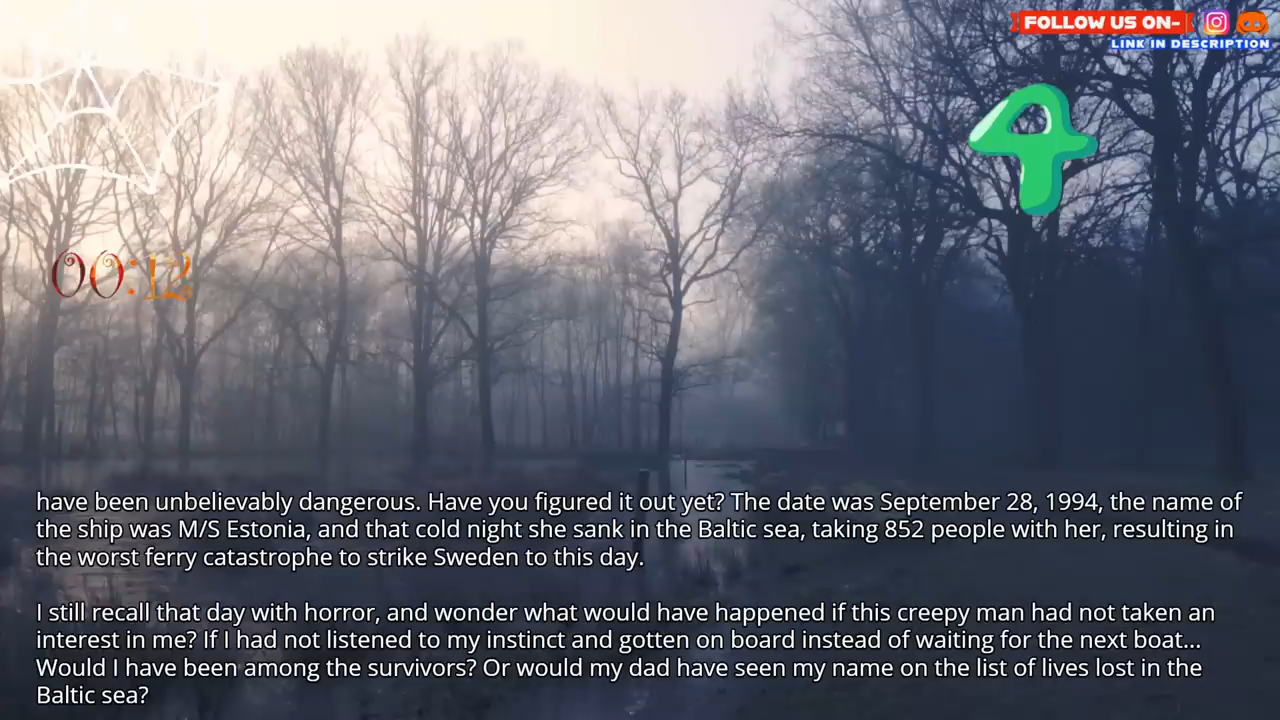 FOLLOW US ON-
LINK IN DESCRIPTION
4
00:12
have been unbelievably dangerous. Have you figured it out yet? The date was September 28, 1994, the name of
the ship was M/S Estonia, and that cold night she sank in the Baltic sea, taking 852 people with her, resulting in
the worst ferry catastrophe to strike Sweden to this day.
I still recall that day with horror, and wonder what would have happened if this creepy man had not taken an
interest in me? If I had not listened to my instinct and gotten on board instead of waiting for the next boat...
Would I have been among the survivors? Or would my dad have seen my name on the list of lives lost in the
Baltic sea?